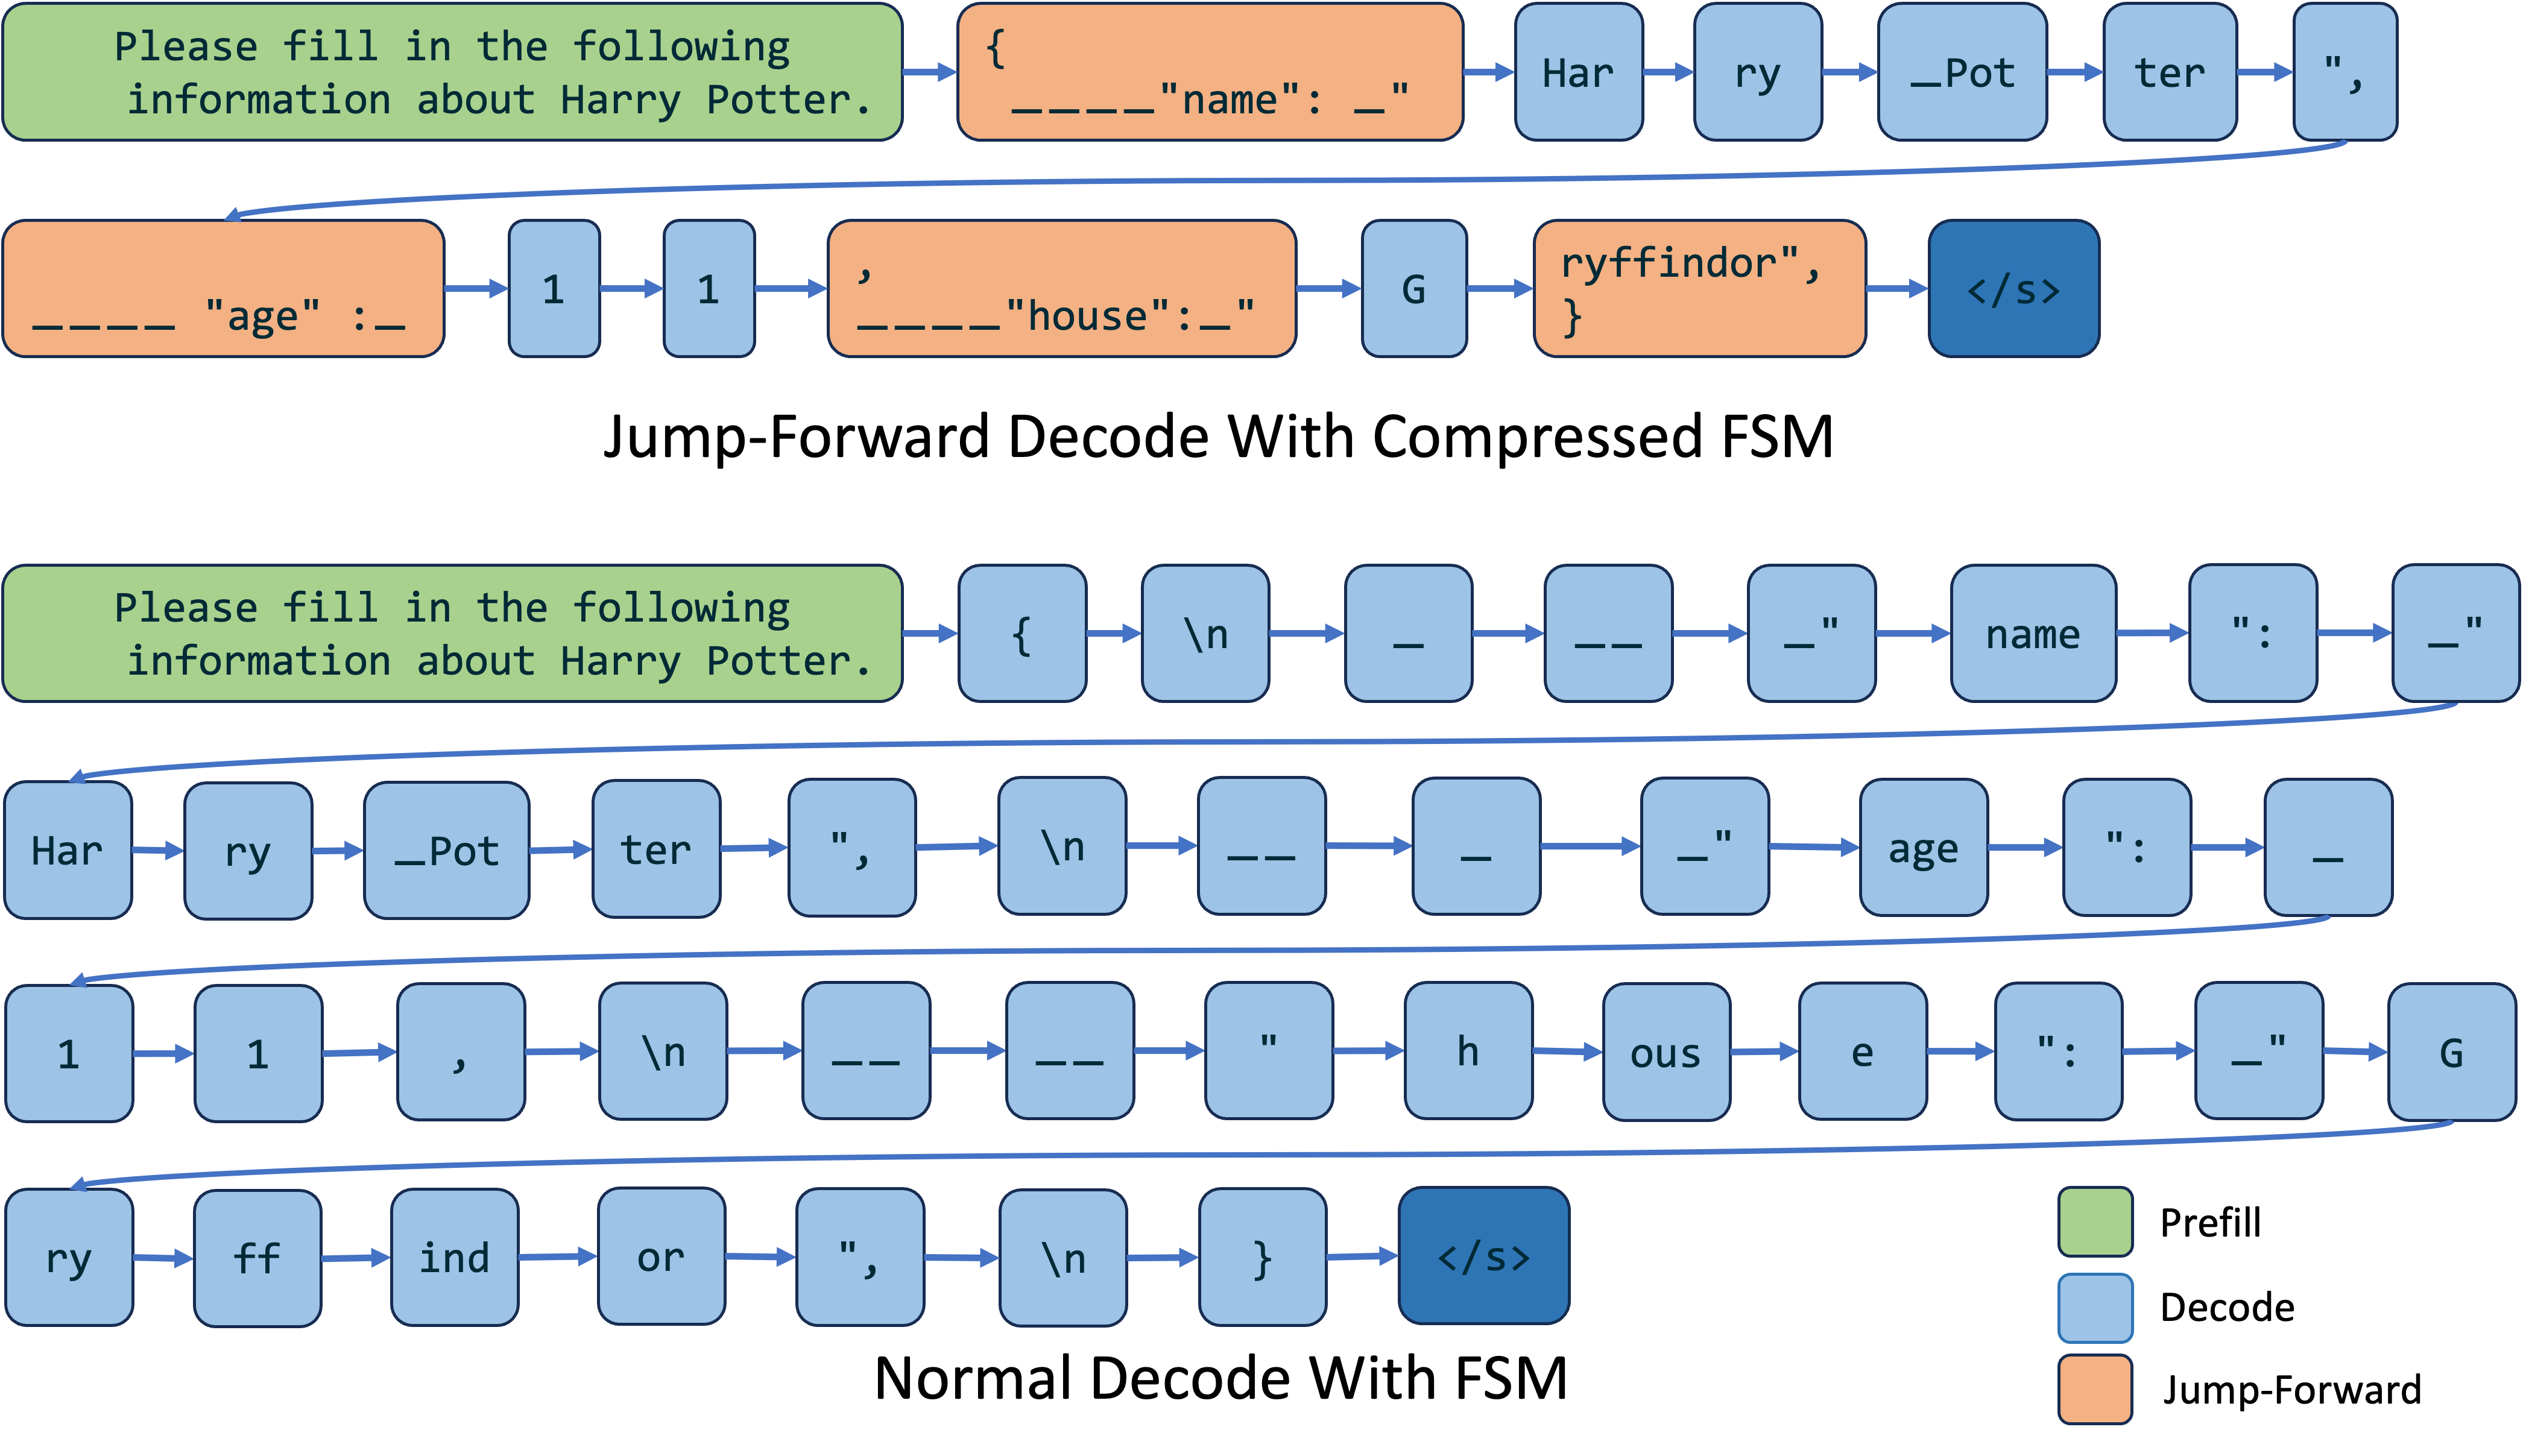 Please fill in the following
information about Harry Potter.
{
____"name": _"
Har
ry
_Pot
ter
",
____ "age" :_
1
1
,
____"house":_"
G
ryffindor",
}
</s>
Jump-Forward Decode With Compressed FSM
Please fill in the following
information about Harry Potter.
{
\n
_
__
_"
name
":
_"
Har
ry
_Pot
ter
",
\n
__
_
_"
age
":
_
1
1
,
\n
__
__
"
h
ous
e
":
_"
G
ry
ff
ind
or
",
\n
}
</s>
Normal Decode With FSM
Prefill
Decode
Jump-Forward